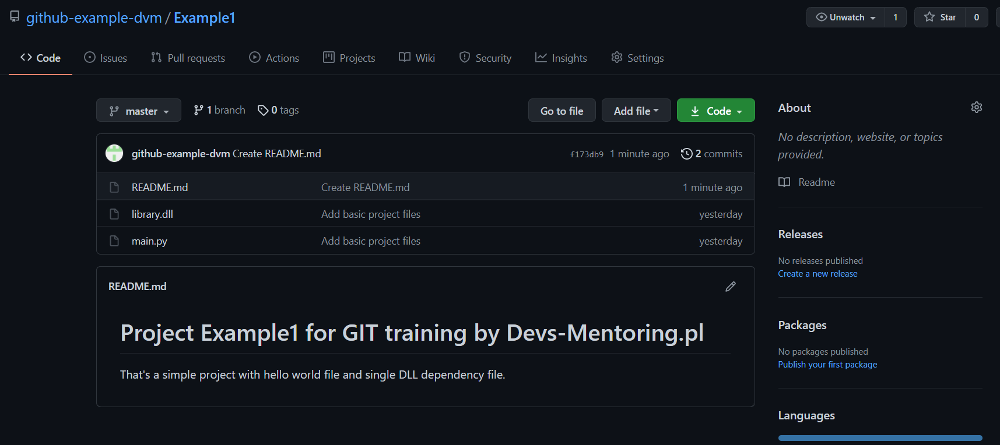 github-example-dvm / Example1
Unwatch 1 Star 0
Code Issues Pull requests Actions Projects Wiki Security Insights Settings
master 1 branch 0 tags Go to file Add file Code
github-example-dvm Create README.md f173db9 1 minute ago 2 commits
README.md Create README.md 1 minute ago
library.dll Add basic project files yesterday
main.py Add basic project files yesterday
README.md
Project Example1 for GIT training by Devs-Mentoring.pl
That's a simple project with hello world file and single DLL dependency file.
About
No description, website, or topics
provided.
Readme
Releases
No releases published
Create a new release
Packages
No packages published
Publish your first package
Languages